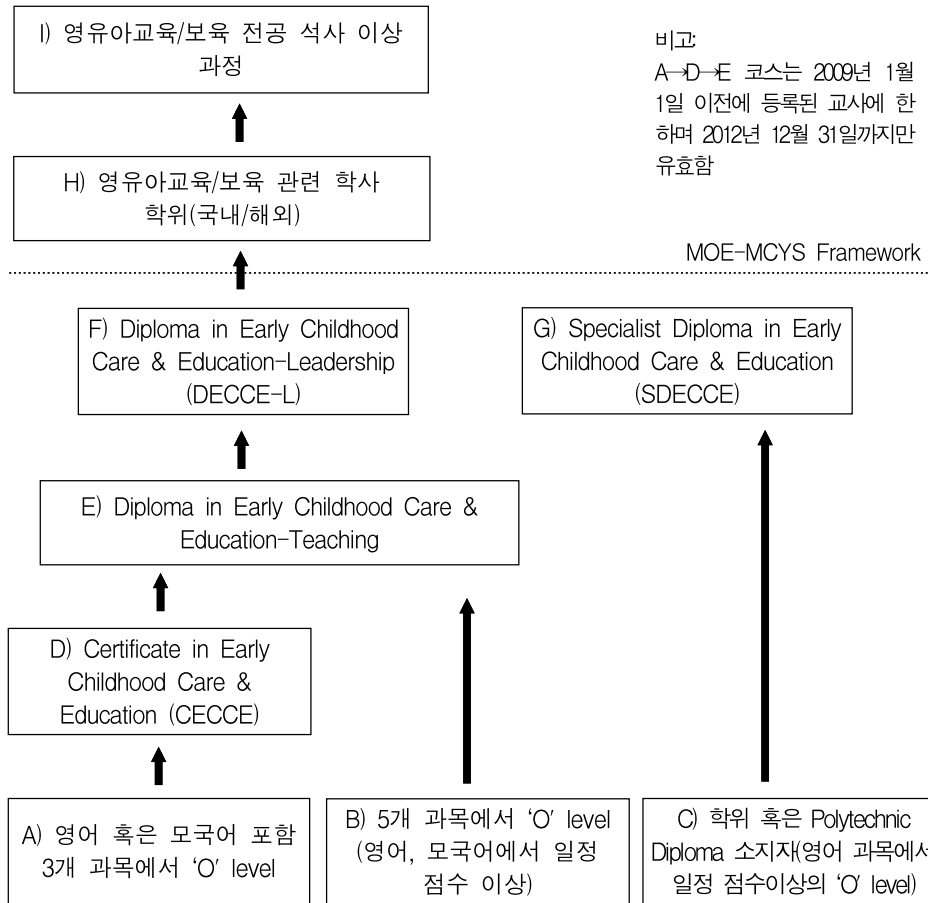 I) 영유아교육/보육 전공 석사 이상
과정
비고:
A→D→E 코스는 2009년 1월
1일 이전에 등록된 교사에 한
하며 2012년 12월 31일까지만
유효함
H) 영유아교육/보육 관련 학사
학위(국내/해외)
MOE-MCYS Framework
F) Diploma in Early Childhood
Care & Education-Leadership
(DECCE-L)
G) Specialist Diploma in Early
Childhood Care & Education
(SDECCE)
E) Diploma in Early Childhood Care &
Education-Teaching
D) Certificate in Early
Childhood Care &
Education (CECCE)
A) 영어 혹은 모국어 포함
3개 과목에서 ‘O’ level
B) 5개 과목에서 ‘O’ level
(영어, 모국어에서 일정
점수 이상)
C) 학위 혹은 Polytechnic
Diploma 소지자(영어 과목에서
일정 점수이상의 ‘O’ level)